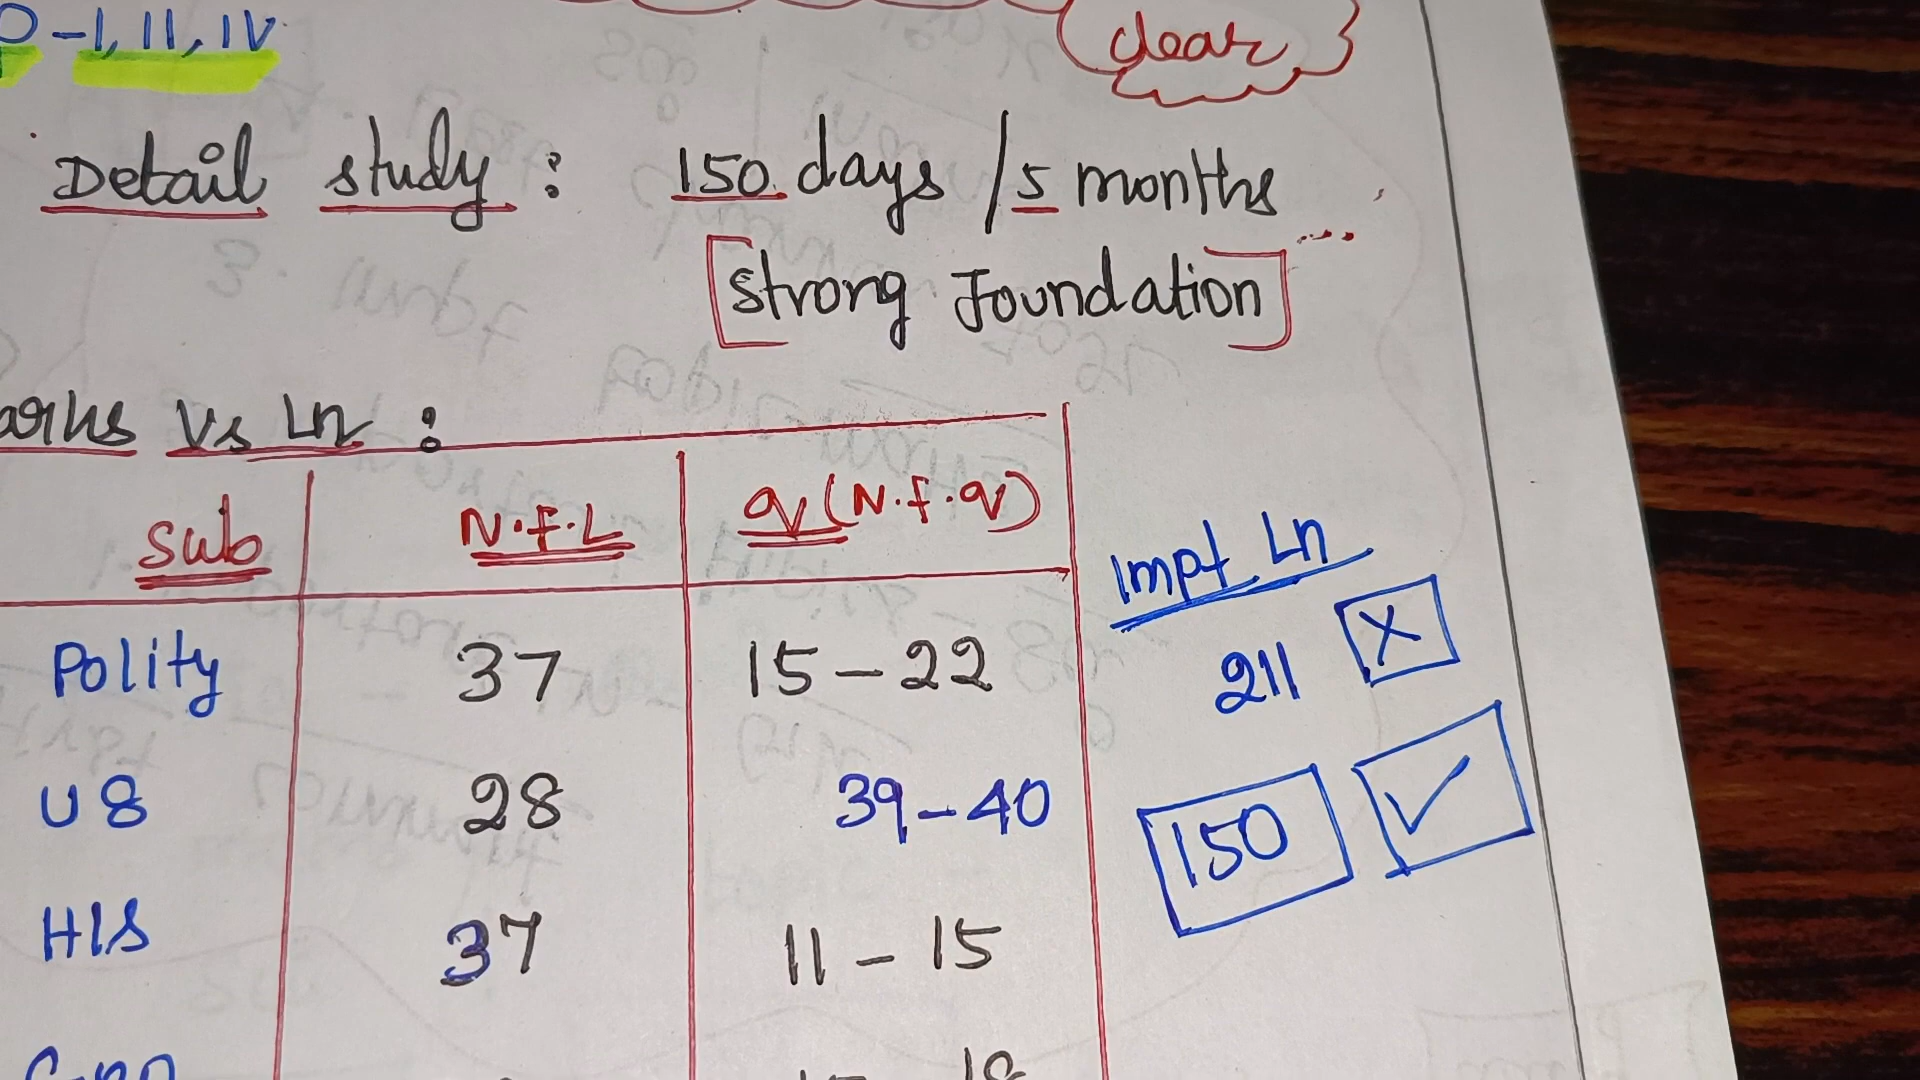 -I, II, IV
clear
Detail study : 150 days / 5 months
[Strong Foundation]
Vs Ln :
Sub N.F.L q (N.F.q)
Impt Ln
Polity 37 15 - 22
211 X
U8 28 39 - 40
150 ✓
HIS 37 11 - 15